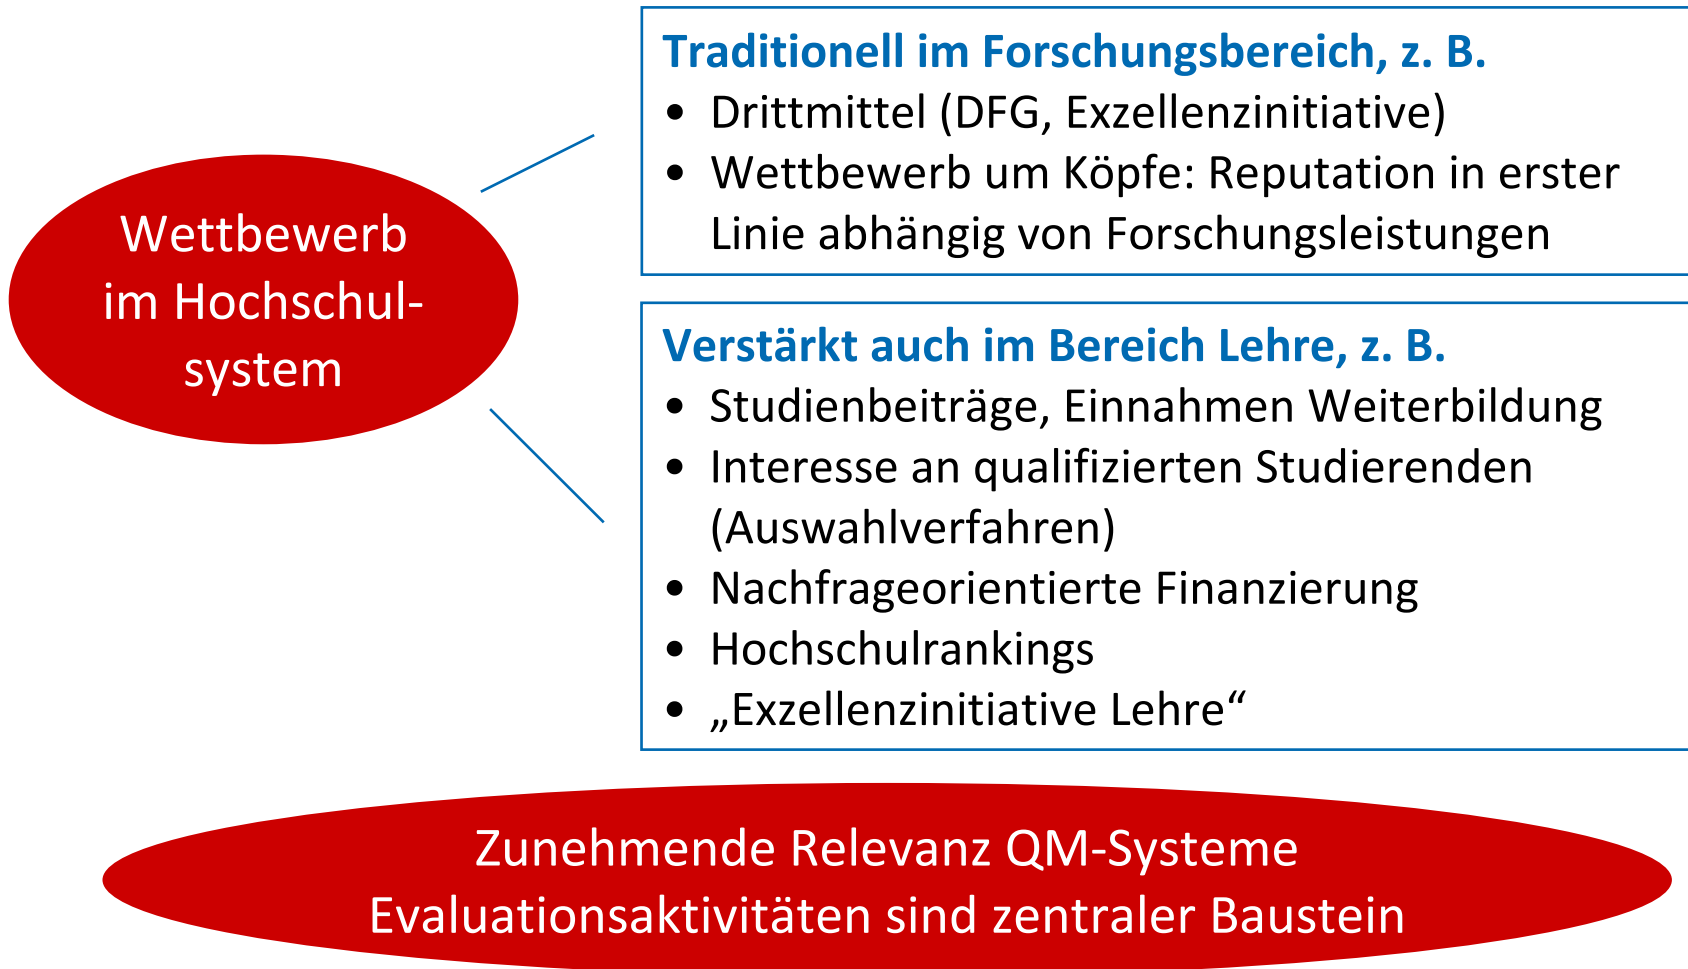 Wettbewerb
im Hochschul-
system
Traditionell im Forschungsbereich, z. B.
• Drittmittel (DFG, Exzellenzinitiative)
• Wettbewerb um Köpfe: Reputation in erster
Linie abhängig von Forschungsleistungen
Verstärkt auch im Bereich Lehre, z. B.
• Studienbeiträge, Einnahmen Weiterbildung
• Interesse an qualifizierten Studierenden
(Auswahlverfahren)
• Nachfrageorientierte Finanzierung
• Hochschulrankings
• „Exzellenzinitiative Lehre“
Zunehmende Relevanz QM-Systeme
Evaluationsaktivitäten sind zentraler Baustein